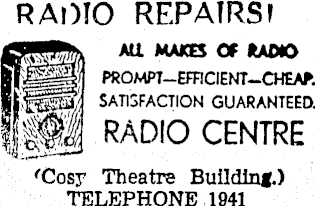 RADIO REPAIRS!
ALL MAKES OF RADIO
PROMPT—EFFICIENT—CHEAP.
SATISFACTION GUARANTEED.
RADIO CENTRE
(Cosy Theatre Building.)
TELEPHONE 1941